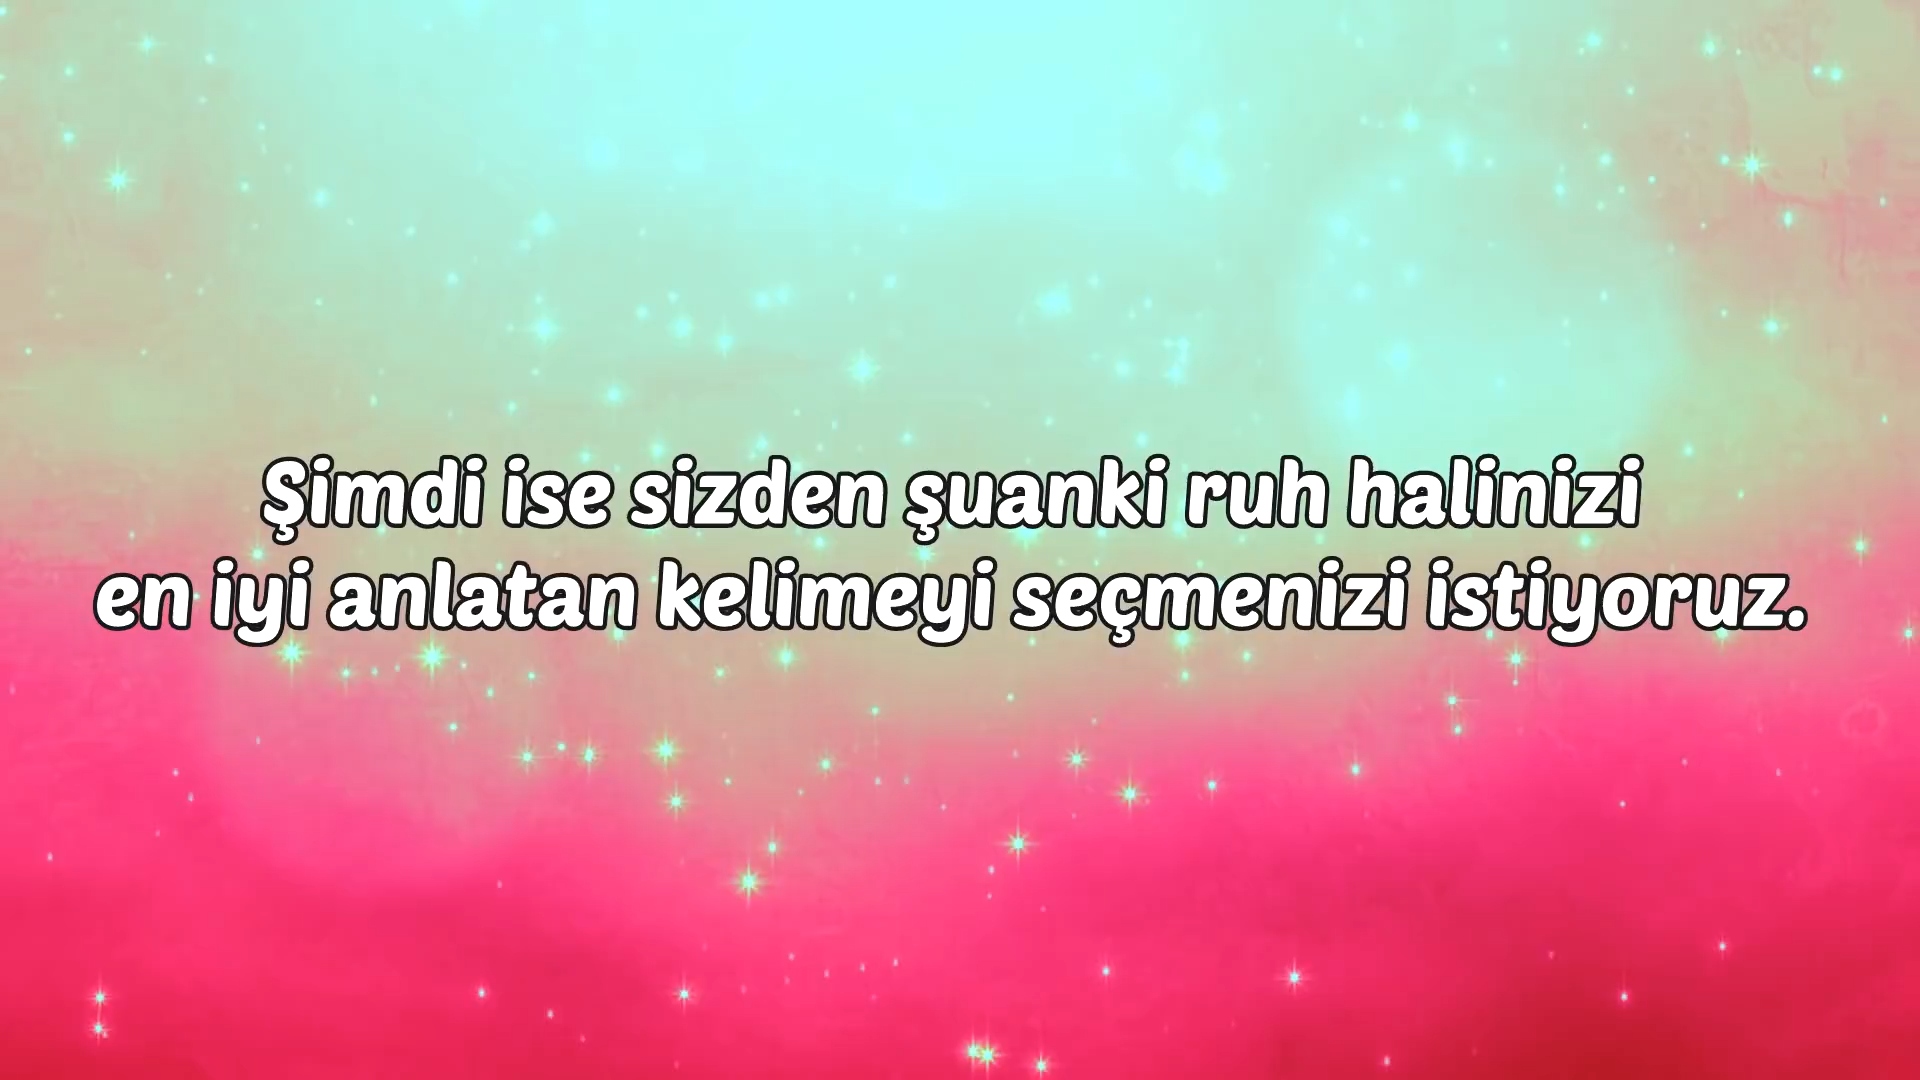 Şimdi ise sizden şuanki ruh halinizi
en iyi anlatan kelimeyi seçmenizi istiyoruz.